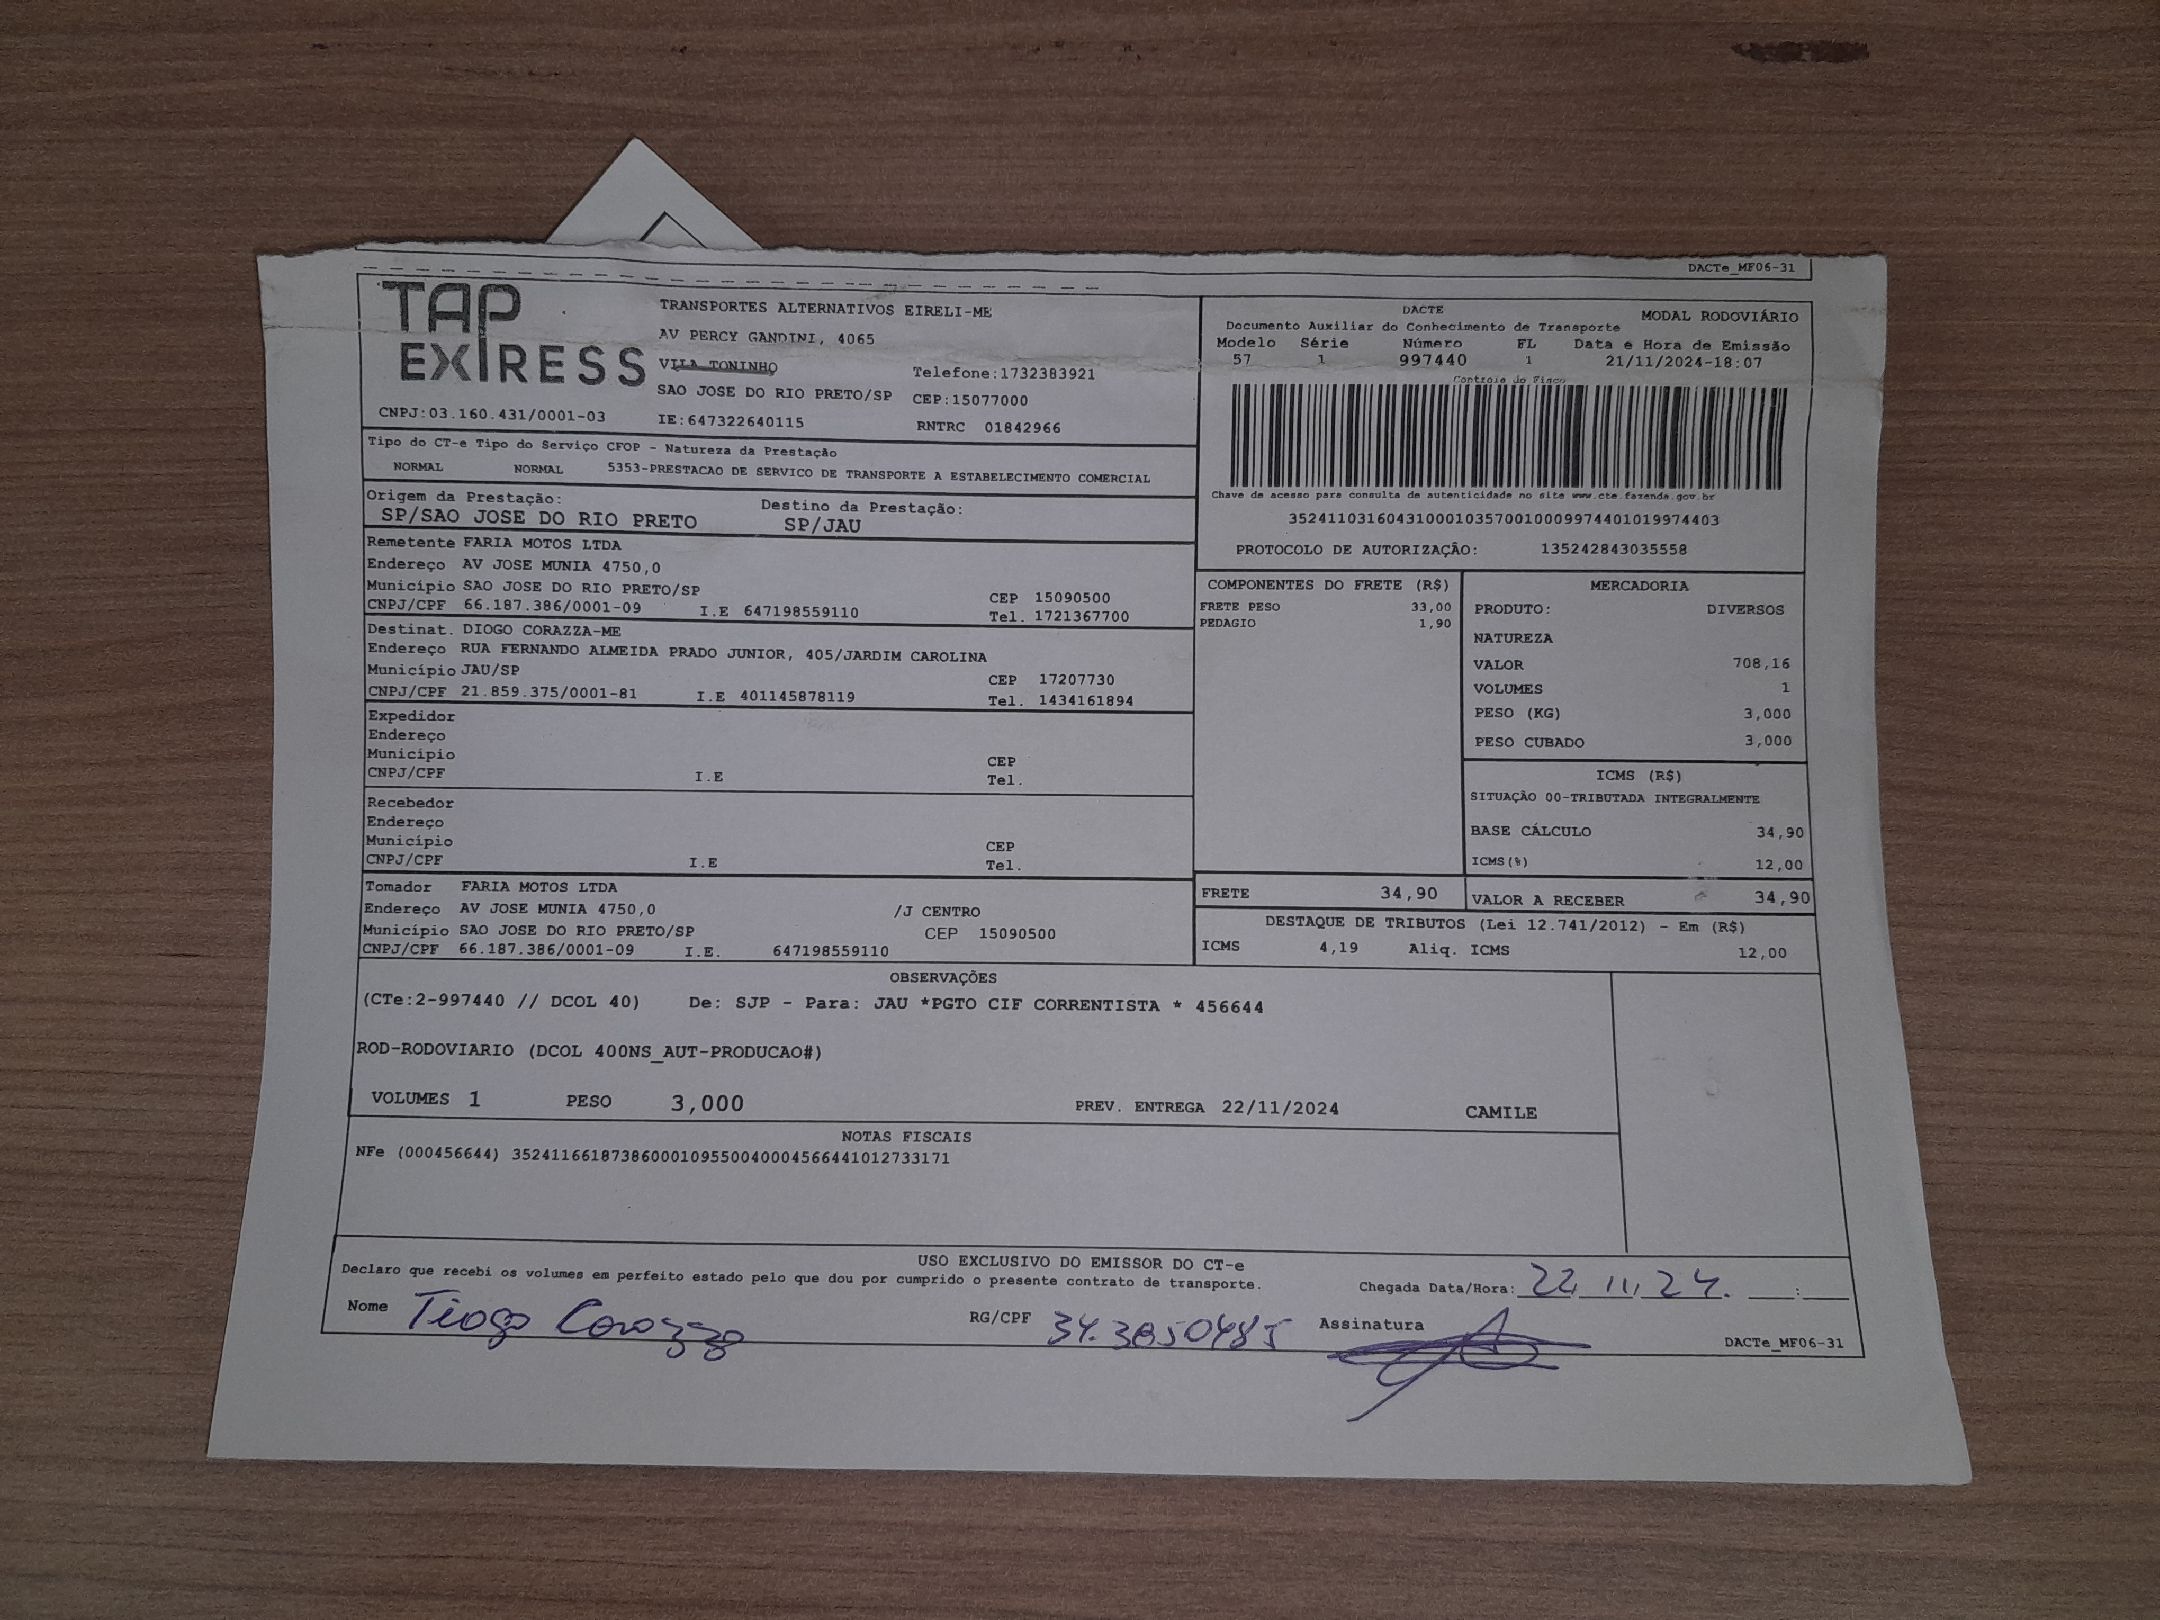 DACTe_MF06-31
TAP
EXPRESS
TRANSPORTES ALTERNATIVOS EIRELI-ME
AV PERCY GANDINI, 4065
VILA TONINHO
Telefone:1732383921
SAO JOSE DO RIO PRETO/SP CEP:15077000
CNPJ:03.160.431/0001-03 IE:647322640115 RNTRC 01842966
DACTE MODAL RODOVIÁRIO
Documento Auxiliar do Conhecimento de Transporte
Modelo Série Número FL Data e Hora de Emissão
57 1 997440 1 21/11/2024-18:07
Controle do Fisco
Chave de acesso para consulta de autenticidade no site www.cte.fazenda.gov.br
35241103160431000103570010009974401019974403
PROTOCOLO DE AUTORIZAÇÃO: 135242843035558
Tipo do CT-e Tipo do Serviço CFOP - Natureza da Prestação
NORMAL NORMAL 5353-PRESTACAO DE SERVICO DE TRANSPORTE A ESTABELECIMENTO COMERCIAL
Origem da Prestação: Destino da Prestação:
SP/SAO JOSE DO RIO PRETO SP/JAU
Remetente FARIA MOTOS LTDA
Endereço AV JOSE MUNIA 4750,0
Município SAO JOSE DO RIO PRETO/SP CEP 15090500
CNPJ/CPF 66.187.386/0001-09 I.E 647198559110 Tel. 1721367700
Destinat. DIOGO CORAZZA-ME
Endereço RUA FERNANDO ALMEIDA PRADO JUNIOR, 405/JARDIM CAROLINA
Município JAU/SP CEP 17207730
CNPJ/CPF 21.859.375/0001-81 I.E 401145878119 Tel. 1434161894
Expedidor
Endereço
Município CEP
CNPJ/CPF I.E Tel.
Recebedor
Endereço
Município CEP
CNPJ/CPF I.E Tel.
Tomador FARIA MOTOS LTDA
Endereço AV JOSE MUNIA 4750,0 /J CENTRO
Município SAO JOSE DO RIO PRETO/SP CEP 15090500
CNPJ/CPF 66.187.386/0001-09 I.E. 647198559110
COMPONENTES DO FRETE (R$)
FRETE PESO 33,00
PEDAGIO 1,90
MERCADORIA
PRODUTO: DIVERSOS
NATUREZA
VALOR 708,16
VOLUMES 1
PESO (KG) 3,000
PESO CUBADO 3,000
ICMS (R$)
SITUAÇÃO 00-TRIBUTADA INTEGRALMENTE
BASE CÁLCULO 34,90
ICMS(%) 12,00
FRETE 34,90 VALOR A RECEBER 34,90
DESTAQUE DE TRIBUTOS (Lei 12.741/2012) - Em (R$)
ICMS 4,19 Aliq. ICMS 12,00
OBSERVAÇÕES
(CTe:2-997440 // DCOL 40) De: SJP - Para: JAU *PGTO CIF CORRENTISTA * 456644
ROD-RODOVIARIO (DCOL 400NS_AUT-PRODUCAO#)
VOLUMES 1 PESO 3,000 PREV. ENTREGA 22/11/2024 CAMILE
NOTAS FISCAIS
NFe (000456644) 35241166187386000109550040004566441012733171
USO EXCLUSIVO DO EMISSOR DO CT-e
Declaro que recebi os volumes em perfeito estado pelo que dou por cumprido o presente contrato de transporte. Chegada Data/Hora: 22, 11, 24. ____:____
Nome Tiogo Corazza RG/CPF 34.3850485 Assinatura
DACTe_MF06-31